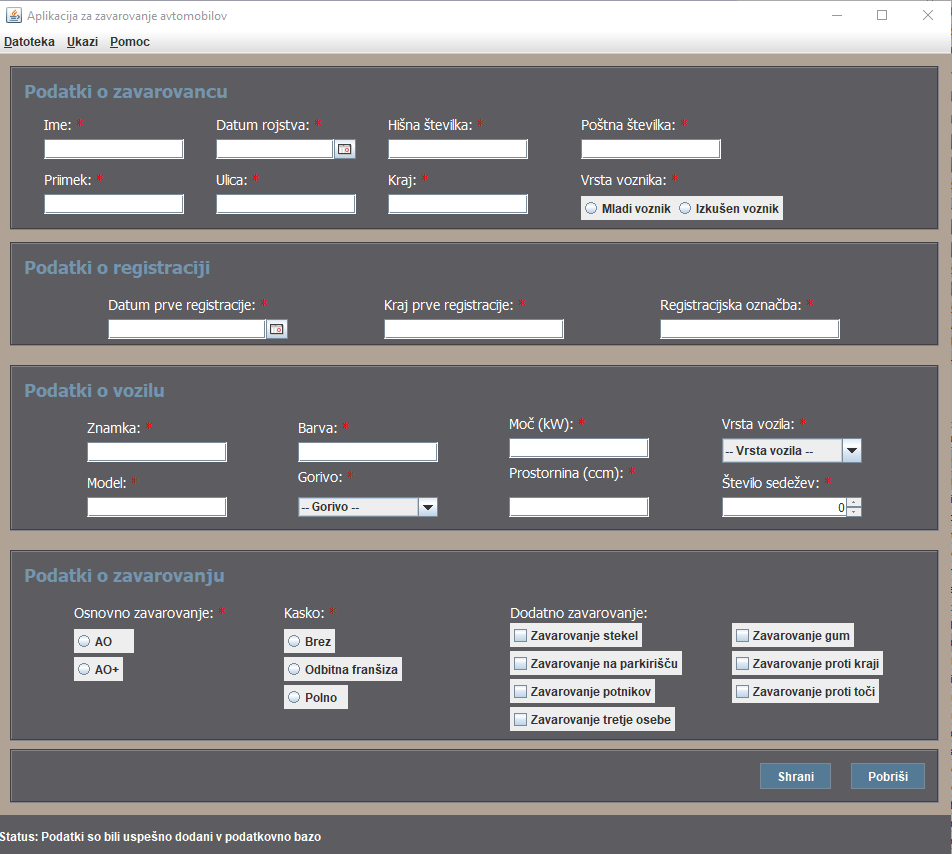 Aplikacija za zavarovanje avtomobilov
Datoteka Ukazi Pomoc
Podatki o zavarovancu
Ime: * Datum rojstva: * Hišna številka: * Poštna številka: *
Priimek: * Ulica: * Kraj: * Vrsta voznika: *
Mladi voznik Izkušen voznik
Podatki o registraciji
Datum prve registracije: * Kraj prve registracije: * Registracijska označba: *
Podatki o vozilu
Znamka: * Barva: * Moč (kW): * Vrsta vozila: *
-- Vrsta vozila --
Model: * Gorivo: * Prostornina (ccm): * Število sedežev: *
-- Gorivo -- 0
Podatki o zavarovanju
Osnovno zavarovanje: * Kasko: * Dodatno zavarovanje:
AO Brez Zavarovanje stekel Zavarovanje gum
AO+ Odbitna franšiza Zavarovanje na parkirišču Zavarovanje proti kraji
Polno Zavarovanje potnikov Zavarovanje proti toči
Zavarovanje tretje osebe
Shrani Pobriši
Status: Podatki so bili uspešno dodani v podatkovno bazo